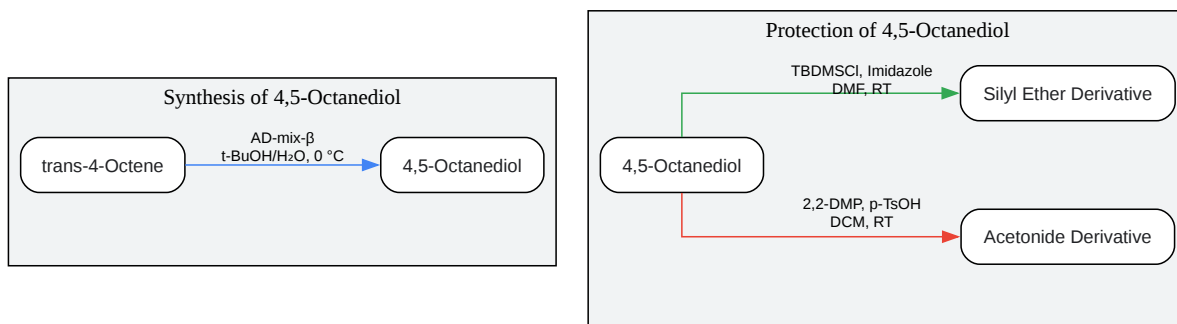 Synthesis of 4,5-Octanediol
trans-4-Octene
AD-mix-β
t-BuOH/H₂O, 0 °C
4,5-Octanediol
Protection of 4,5-Octanediol
4,5-Octanediol
TBDMSCl, Imidazole
DMF, RT
Silyl Ether Derivative
2,2-DMP, p-TsOH
DCM, RT
Acetonide Derivative